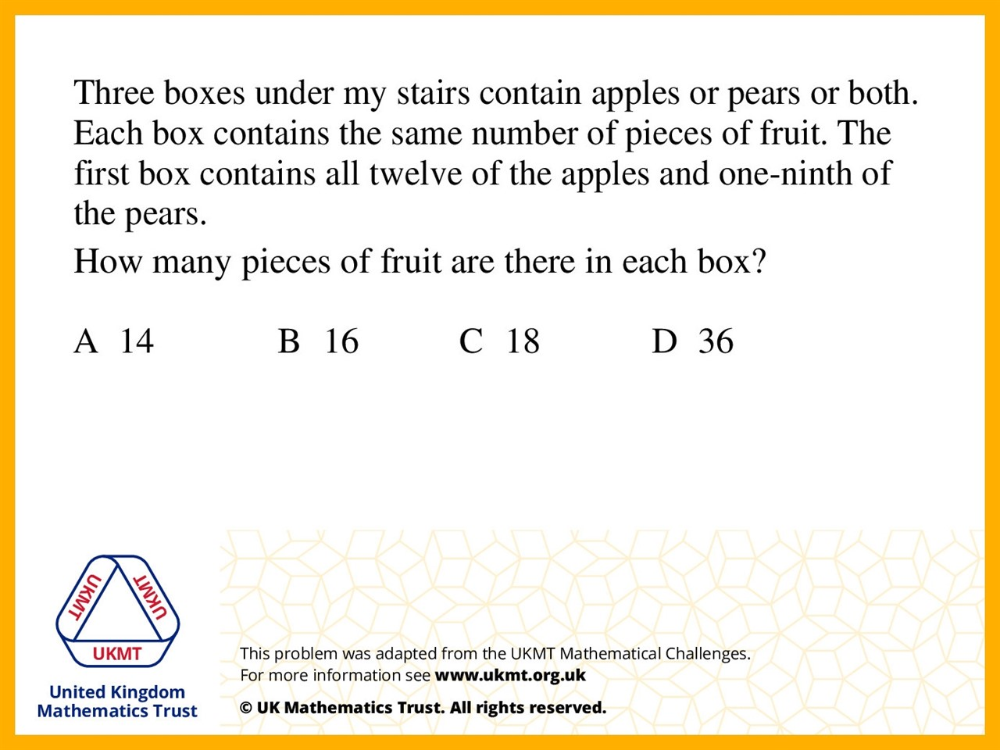 Three boxes under my stairs contain apples or pears or both.
Each box contains the same number of pieces of fruit. The
first box contains all twelve of the apples and one-ninth of
the pears.
How many pieces of fruit are there in each box?
A 14 B 16 C 18 D 36
UKMT UKMT
UKMT
United Kingdom
Mathematics Trust
This problem was adapted from the UKMT Mathematical Challenges.
For more information see www.ukmt.org.uk
© UK Mathematics Trust. All rights reserved.